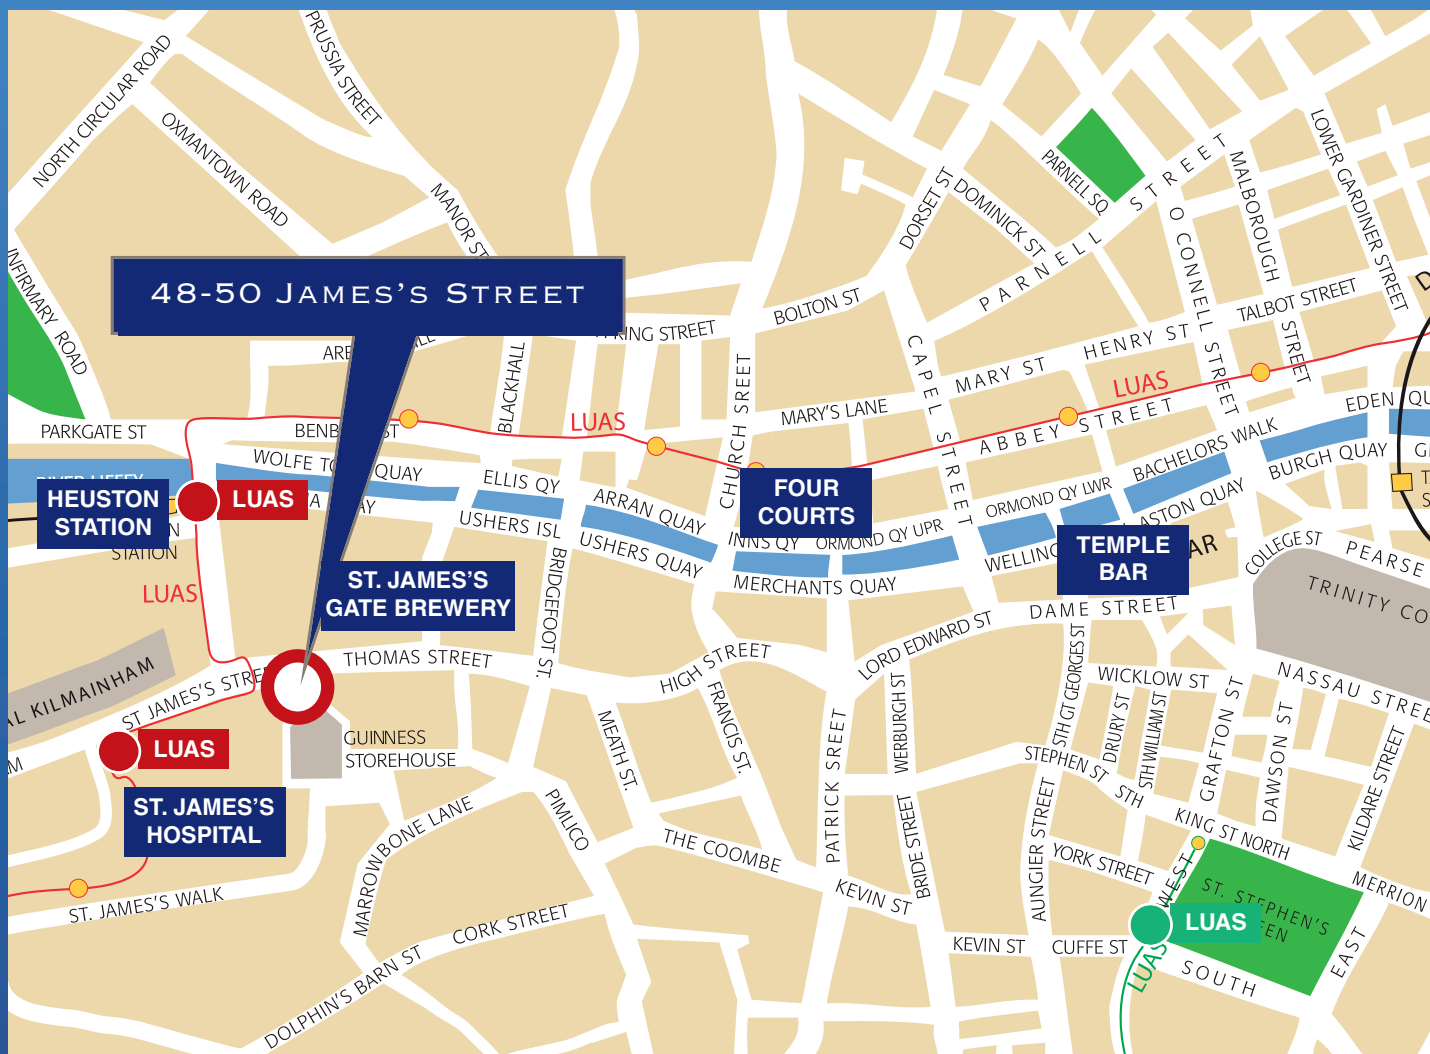 NORTH CIRCULAR ROAD
PRUSSIA STREET
OXMANTOWN ROAD
MANOR ST
INFIRMARY ROAD
48-50 JAMES'S STREET
KING STREET
BOLTON ST
DORSET ST
DOMINICK ST
PARNELL SQ
PARNELL STREET
O CONNELL STREET
MALBOROUGH
STREET
LOWER GARDINER STREET
TALBOT STREET
HENRY ST
MARY ST
MARY'S LANE
CAPEL STREET
CHURCH SREET
BLACKHALL
PARKGATE ST
LUAS
LUAS
ABBEY STREET
EDEN QU
BACHELORS WALK
BURGH QUAY
ORMOND QY LWR
ASTON QUAY
WOLFE TO
QUAY
ELLIS QY
ARRAN QUAY
INNS QY
ORMOND QY UPR
USHERS ISL
USHERS QUAY
MERCHANTS QUAY
HEUSTON
STATION
LUAS
STATION
LUAS
FOUR
COURTS
TEMPLE
BAR
ST. JAMES'S
GATE BREWERY
BRIDGEFOOT ST.
DAME STREET
COLLEGE ST
PEARSE
TRINITY CO
NASSAU STREE
THOMAS STREET
HIGH STREET
LORD EDWARD ST
ST JAMES'S STREE
AL KILMAINHAM
LUAS
GUINNESS
STOREHOUSE
ST. JAMES'S
HOSPITAL
MEATH ST.
FRANCIS ST.
PATRICK SREET
WERBURGH ST
BRIDE STREET
STH GT GEORGES ST
WICKLOW ST
DRURY ST
STH WILLIAM ST
GRAFTON ST
DAWSON ST
KILDARE STREET
STEPHEN ST
STH
KING ST NORTH
MERRION
AUNGIER STREET
YORK STREET
WEST
ST. STEPHEN'S
LUAS
LUAS
SOUTH
EAST
CUFFE ST
KEVIN ST
KEVIN ST
THE COOMBE
PIMLICO
MARROWBONE LANE
ST. JAMES'S WALK
CORK STREET
DOLPHIN'S BARN ST